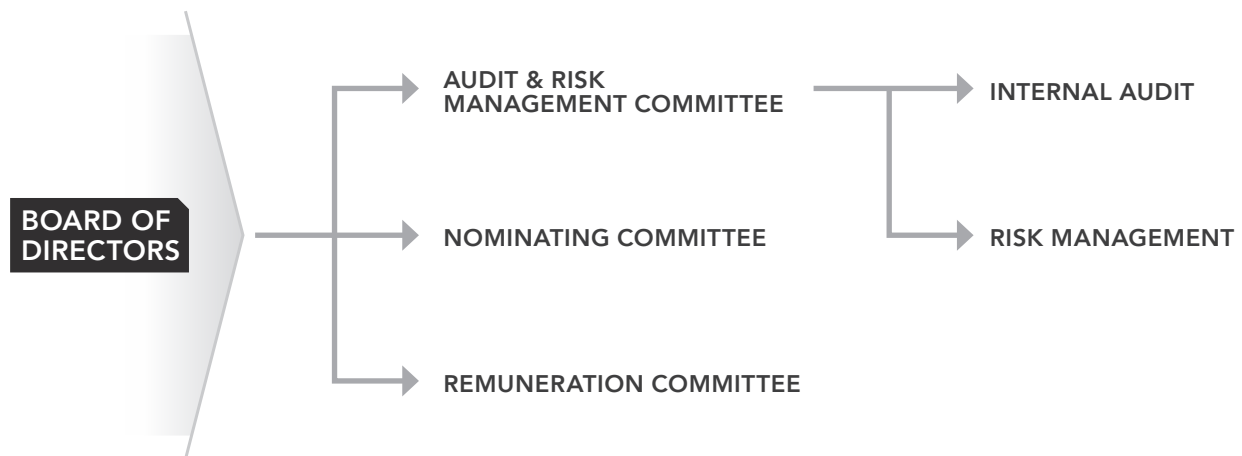 BOARD OF
DIRECTORS
AUDIT & RISK
MANAGEMENT COMMITTEE
NOMINATING COMMITTEE
REMUNERATION COMMITTEE
INTERNAL AUDIT
RISK MANAGEMENT